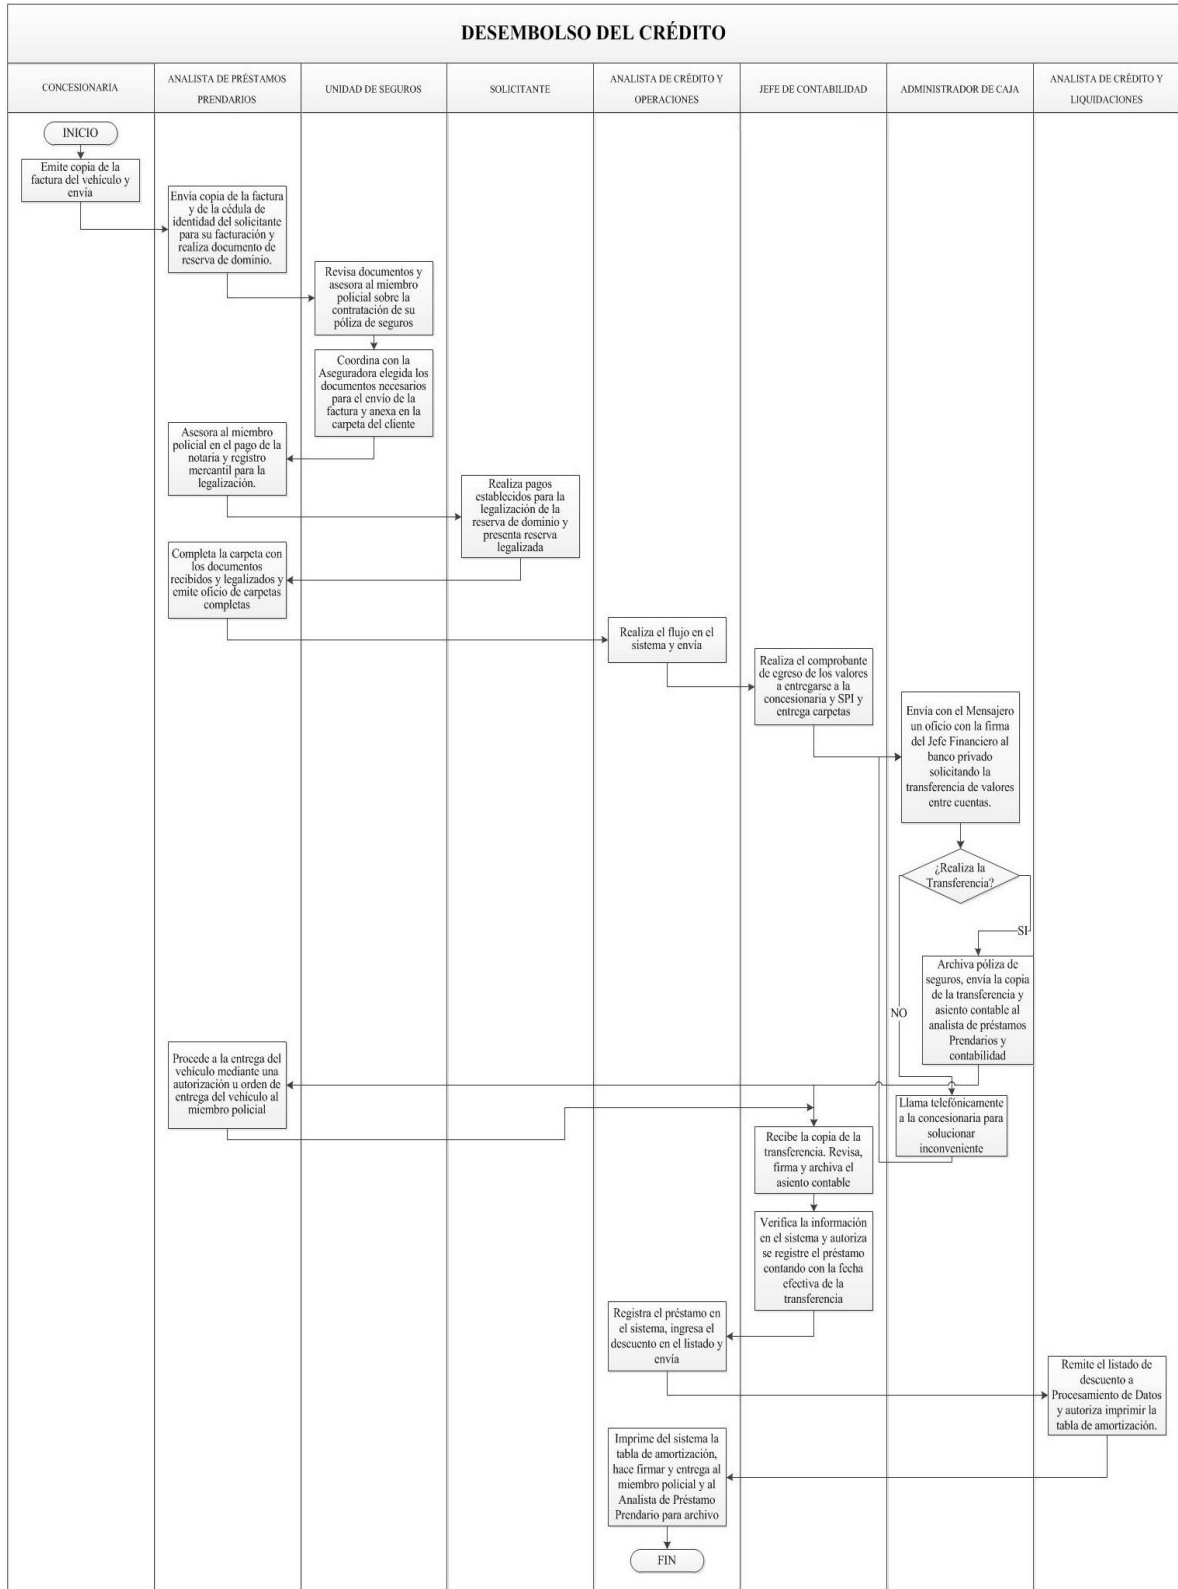 DESEMBOLSO DEL CRÉDITO
CONCESIONARIA
ANALISTA DE PRÉSTAMOS
PRENDARIOS
UNIDAD DE SEGUROS
SOLICITANTE
ANALISTA DE CRÉDITO Y
OPERACIONES
JEFE DE CONTABILIDAD
ADMINISTRADOR DE CAJA
ANALISTA DE CRÉDITO Y
LIQUIDACIONES
INICIO
Emite copia de la
factura del vehículo y
envía
Envía copia de la factura
y de la cédula de
identidad del solicitante
para su facturación y
realiza documento de
reserva de dominio.
Revisa documentos y
asesora al miembro
policial sobre la
contratación de su
póliza de seguros
Coordina con la
Aseguradora elegida los
documentos necesarios
para el envío de la
factura y anexa en la
carpeta del cliente
Asesora al miembro
policial en el pago de la
notaria y registro
mercantil para la
legalización.
Realiza pagos
establecidos para la
legalización de la
reserva de dominio y
presenta reserva
legalizada
Completa la carpeta con
los documentos
recibidos y legalizados y
emite oficio de carpetas
completas
Realiza el flujo en el
sistema y envía
Realiza el comprobante
de egreso de los valores
a entregarse a la
concesionaria y SPI y
entrega carpetas
Envía con el Mensajero
un oficio con la firma
del Jefe Financiero al
banco privado
solicitando la
transferencia de valores
entre cuentas.
¿Realiza la
Transferencia?
SI
Archiva póliza de
seguros, envía la copia
de la transferencia y
asiento contable al
analista de préstamos
Prendarios y
contabilidad
NO
Procede a la entrega del
vehículo mediante una
autorización u orden de
entrega del vehículo al
miembro policial
Llama telefónicamente
a la concesionaria para
solucionar
inconveniente
Recibe la copia de la
transferencia. Revisa,
firma y archiva el
asiento contable
Verifica la información
en el sistema y autoriza
se registre el préstamo
contando con la fecha
efectiva de la
transferencia
Registra el préstamo en
el sistema, ingresa el
descuento en el listado y
envía
Remite el listado de
descuento a
Procesamiento de Datos
y autoriza imprimir la
tabla de amortización.
Imprime del sistema la
tabla de amortización,
hace firmar y entrega al
miembro policial y al
Analista de Préstamo
Prendario para archivo
FIN